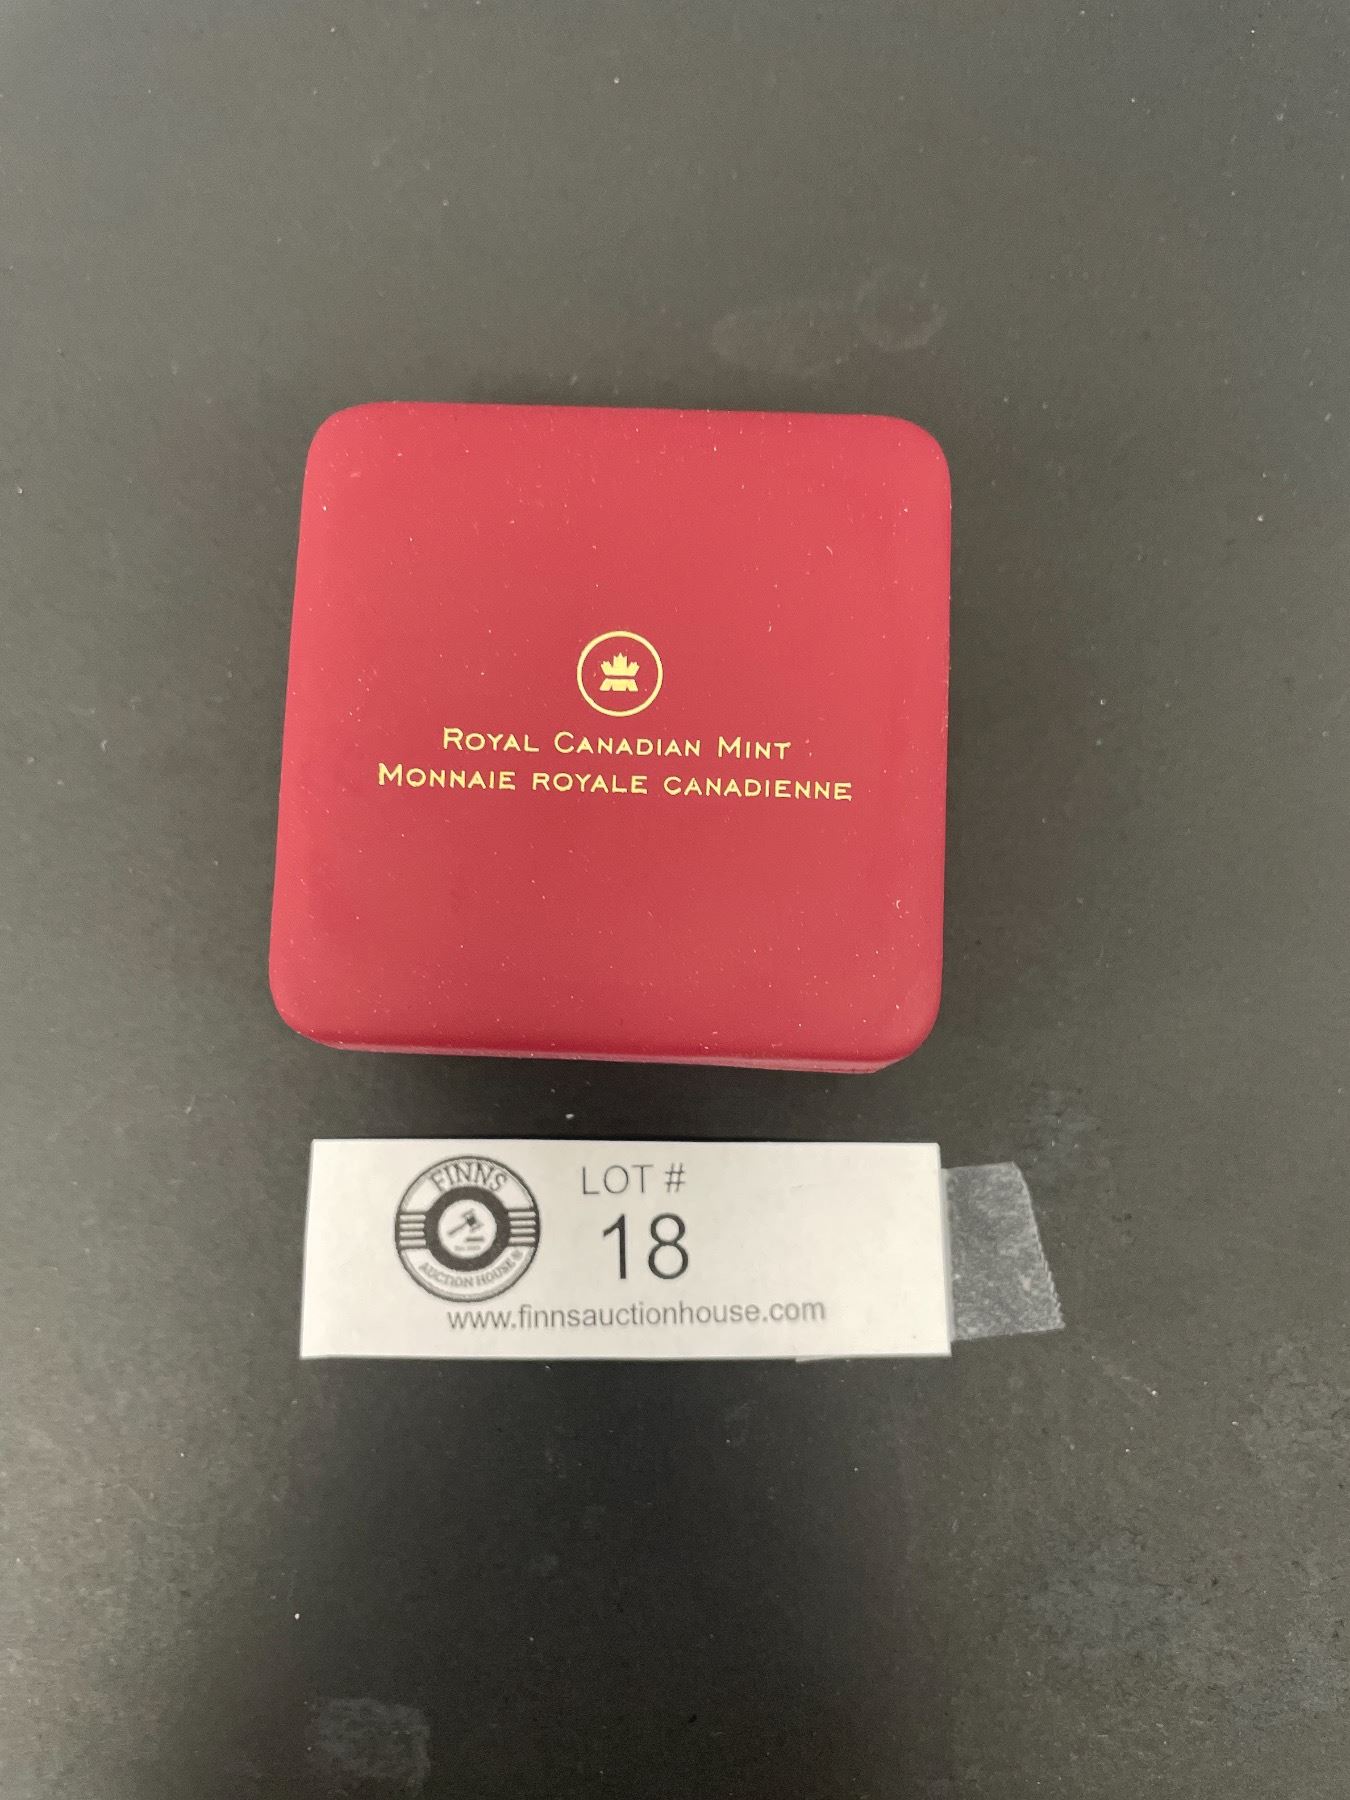 ROYAL CANADIAN MINT
MONNAIE ROYALE CANADIENNE
FINNS
AUCTION HOUSE
LOT #
18
www.finnsauctionhouse.com